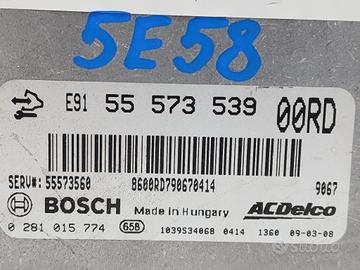 5E58
E91 55 573 539 00RD
SERV#: 55573560 8600RD790670414 9067
BOSCH Made in Hungary ACDelco
0 281 015 774 658 1039S34068 0414 1360 09-03-08
subito